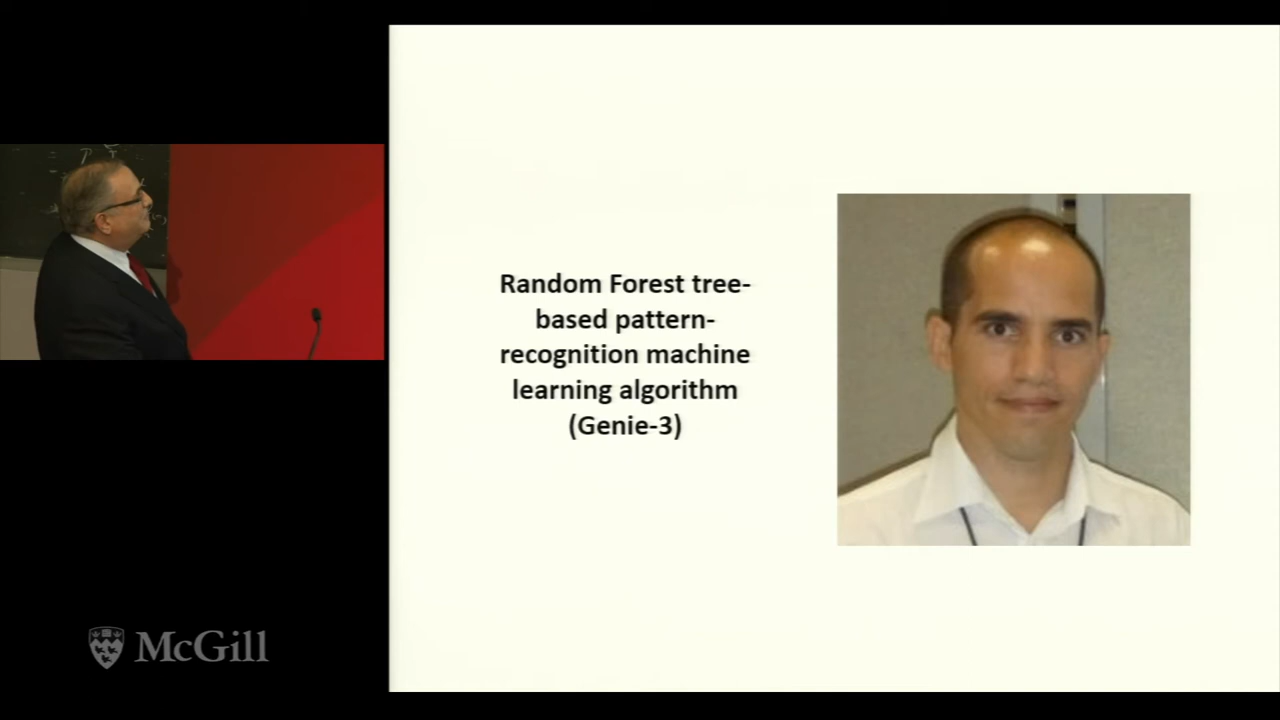 Random Forest tree-
based pattern-
recognition machine
learning algorithm
(Genie-3)
McGill